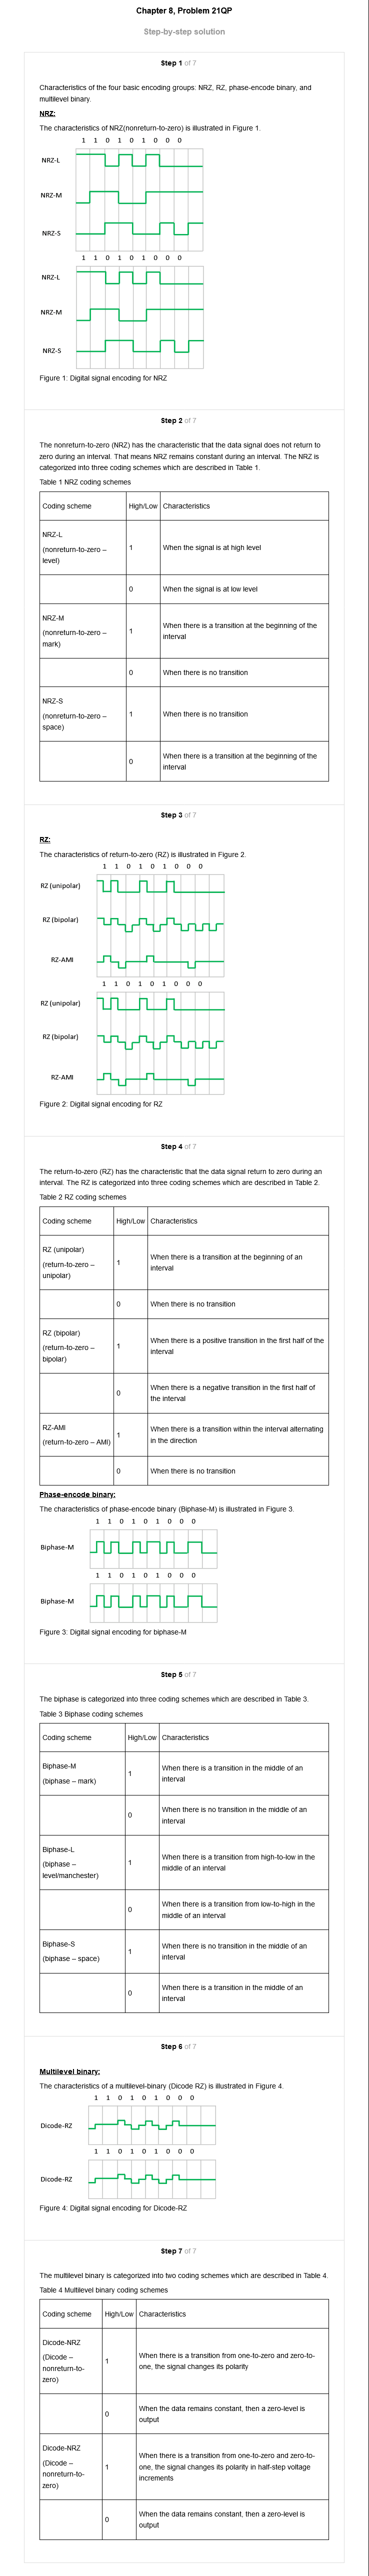 Chapter 8, Problem 21QP
Step-by-step solution
Step 1 of 7
Characteristics of the four basic encoding groups: NRZ, RZ, phase-encode binary, and
multilevel binary.
NRZ:
The characteristics of NRZ(nonreturn-to-zero) is illustrated in Figure 1.
1 1 0 1 0 1 0 0 0
NRZ-L
NRZ-M
NRZ-S
1 1 0 1 0 1 0 0 0
NRZ-L
NRZ-M
NRZ-S
Figure 1: Digital signal encoding for NRZ
Step 2 of 7
The nonreturn-to-zero (NRZ) has the characteristic that the data signal does not return to
zero during an interval. That means NRZ remains constant during an interval. The NRZ is
categorized into three coding schemes which are described in Table 1.
Table 1 NRZ coding schemes
Coding scheme High/Low Characteristics
NRZ-L
(nonreturn-to-zero –
level)
1
When the signal is at high level
0 When the signal is at low level
NRZ-M
(nonreturn-to-zero –
mark)
1
When there is a transition at the beginning of the
interval
0 When there is no transition
NRZ-S
(nonreturn-to-zero –
space)
1
When there is no transition
0
When there is a transition at the beginning of the
interval
Step 3 of 7
RZ:
The characteristics of return-to-zero (RZ) is illustrated in Figure 2.
1 1 0 1 0 1 0 0 0
RZ (unipolar)
RZ (bipolar)
RZ-AMI
1 1 0 1 0 1 0 0 0
RZ (unipolar)
RZ (bipolar)
RZ-AMI
Figure 2: Digital signal encoding for RZ
Step 4 of 7
The return-to-zero (RZ) has the characteristic that the data signal return to zero during an
interval. The RZ is categorized into three coding schemes which are described in Table 2.
Table 2 RZ coding schemes
Coding scheme High/Low Characteristics
RZ (unipolar)
(return-to-zero –
unipolar)
1
When there is a transition at the beginning of an
interval
0 When there is no transition
RZ (bipolar)
(return-to-zero –
bipolar)
1
When there is a positive transition in the first half of the
interval
0
When there is a negative transition in the first half of
the interval
RZ-AMI
(return-to-zero – AMI)
1
When there is a transition within the interval alternating
in the direction
0 When there is no transition
Phase-encode binary:
The characteristics of phase-encode binary (Biphase-M) is illustrated in Figure 3.
1 1 0 1 0 1 0 0 0
Biphase-M
1 1 0 1 0 1 0 0 0
Biphase-M
Figure 3: Digital signal encoding for biphase-M
Step 5 of 7
The biphase is categorized into three coding schemes which are described in Table 3.
Table 3 Biphase coding schemes
Coding scheme High/Low Characteristics
Biphase-M
(biphase – mark)
1
When there is a transition in the middle of an
interval
0
When there is no transition in the middle of an
interval
Biphase-L
(biphase –
level/manchester)
1
When there is a transition from high-to-low in the
middle of an interval
0
When there is a transition from low-to-high in the
middle of an interval
Biphase-S
(biphase – space)
1
When there is no transition in the middle of an
interval
0
When there is a transition in the middle of an
interval
Step 6 of 7
Multilevel binary:
The characteristics of a multilevel-binary (Dicode RZ) is illustrated in Figure 4.
1 1 0 1 0 1 0 0 0
Dicode-RZ
1 1 0 1 0 1 0 0 0
Dicode-RZ
Figure 4: Digital signal encoding for Dicode-RZ
Step 7 of 7
The multilevel binary is categorized into two coding schemes which are described in Table 4.
Table 4 Multilevel binary coding schemes
Coding scheme High/Low Characteristics
Dicode-NRZ
(Dicode –
nonreturn-to-
zero)
1
When there is a transition from one-to-zero and zero-to-
one, the signal changes its polarity
0
When the data remains constant, then a zero-level is
output
Dicode-NRZ
(Dicode –
nonreturn-to-
zero)
1
When there is a transition from one-to-zero and zero-to-
one, the signal changes its polarity in half-step voltage
increments
0
When the data remains constant, then a zero-level is
output